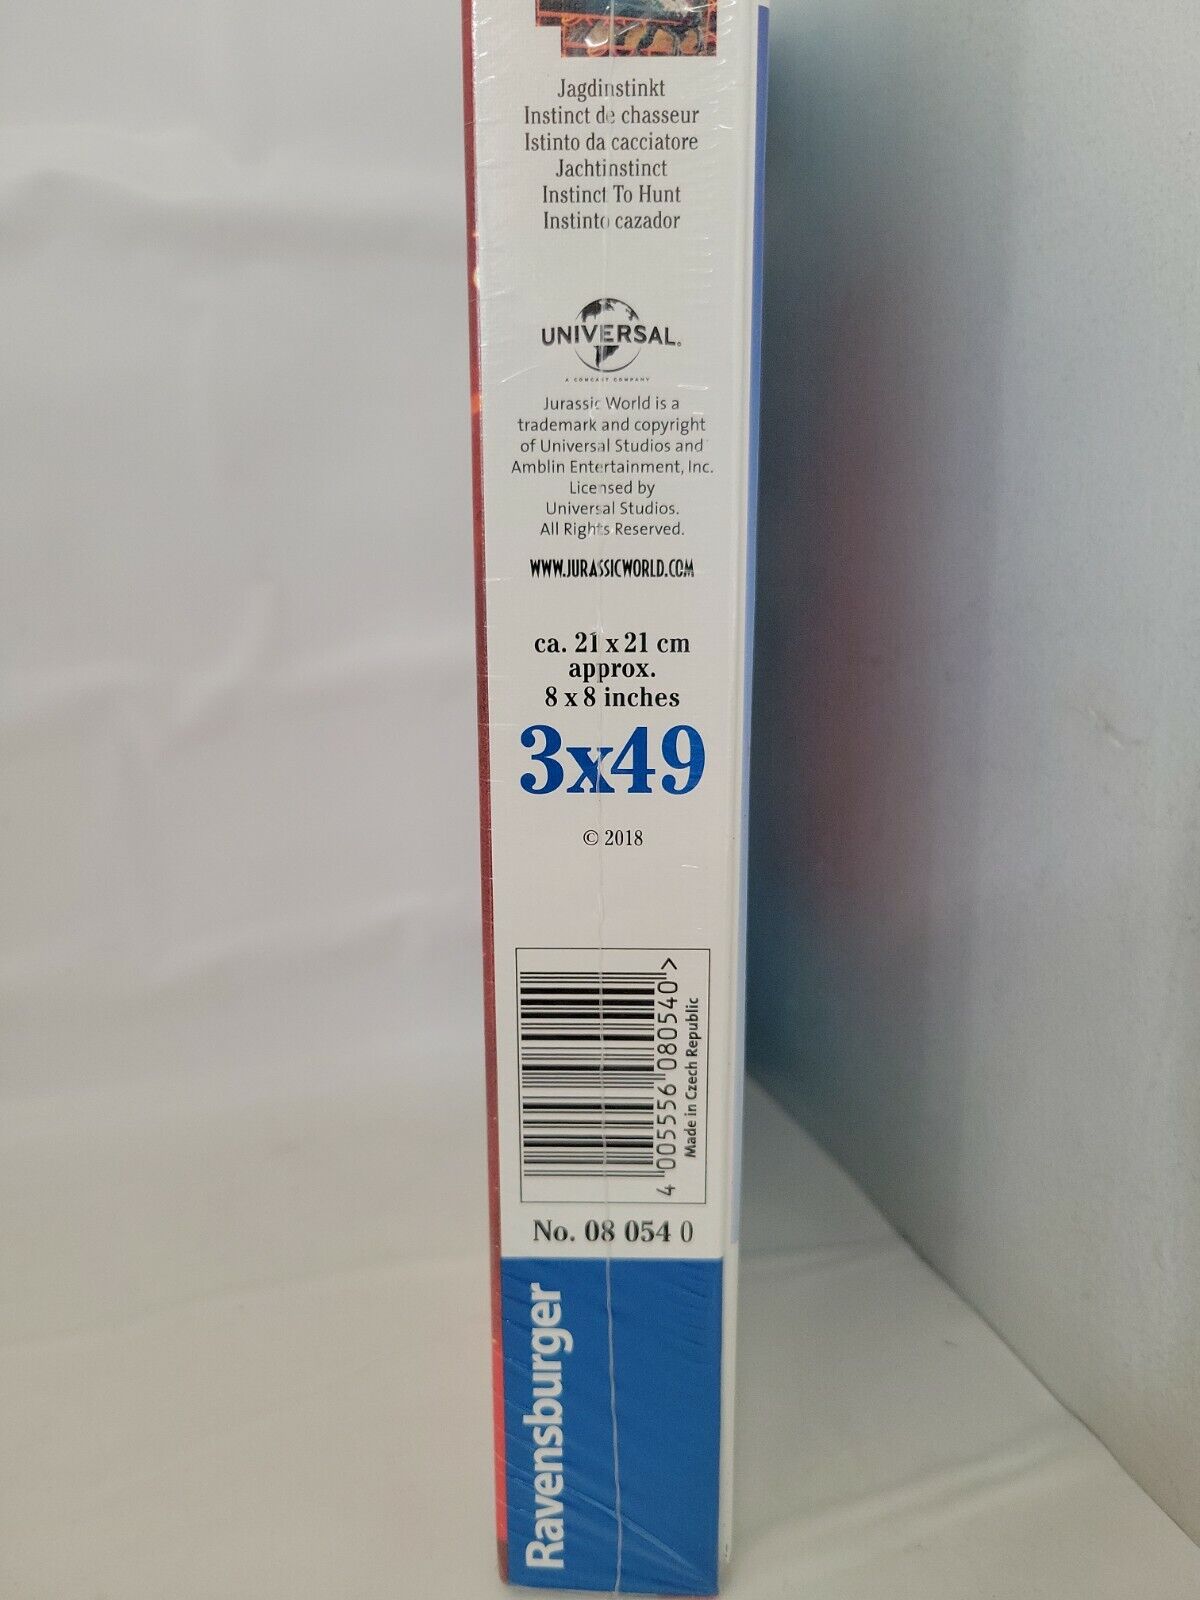 Jagdinstinkt
Instinct de chasseur
Istinto da cacciatore
Jachtinstinct
Instinct To Hunt
Instinto cazador
UNIVERSAL
A COMCAST COMPANY
Jurassic World is a
trademark and copyright
of Universal Studios and
Amblin Entertainment, Inc.
Licensed by
Universal Studios.
All Rights Reserved.
WWW.JURASSICWORLD.COM
ca. 21 x 21 cm
approx.
8 x 8 inches
3x49
© 2018
4 005556 080540 >
Made in Czech Republic
No. 08 054 0
Ravensburger